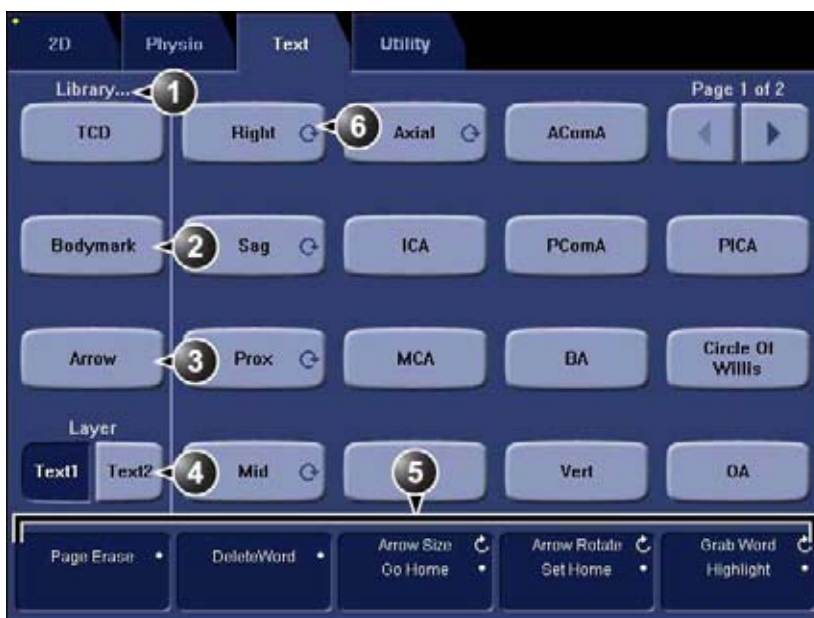 2D Physio Text Utility
Library... 1 Page 1 of 2
TCD Right 6 Axial AComA
Bodymark 2 Sag ICA PComA PICA
Arrow 3 Prox MCA BA Circle Of
Willis
Layer
Text1 Text2 4 Mid 5 Vert OA
Page Erase DeleteWord Arrow Size Arrow Rotate Grab Word
Go Home Set Home Highlight